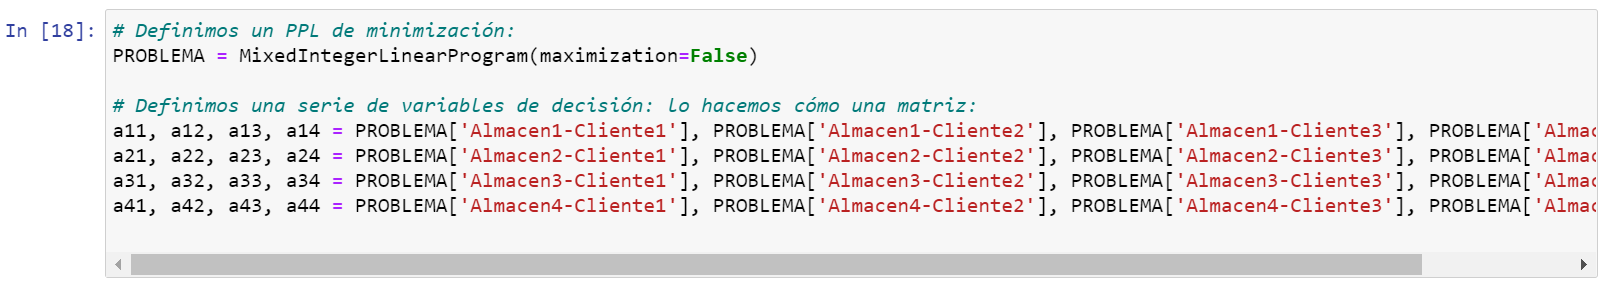 In [18]: # Definimos un PPL de minimización:
PROBLEMA = MixedIntegerLinearProgram(maximization=False)
# Definimos una serie de variables de decisión: lo hacemos cómo una matriz:
a11, a12, a13, a14 = PROBLEMA['Almacen1-Cliente1'], PROBLEMA['Almacen1-Cliente2'], PROBLEMA['Almacen1-Cliente3'], PROBLEMA['Almac
a21, a22, a23, a24 = PROBLEMA['Almacen2-Cliente1'], PROBLEMA['Almacen2-Cliente2'], PROBLEMA['Almacen2-Cliente3'], PROBLEMA['Almac
a31, a32, a33, a34 = PROBLEMA['Almacen3-Cliente1'], PROBLEMA['Almacen3-Cliente2'], PROBLEMA['Almacen3-Cliente3'], PROBLEMA['Almac
a41, a42, a43, a44 = PROBLEMA['Almacen4-Cliente1'], PROBLEMA['Almacen4-Cliente2'], PROBLEMA['Almacen4-Cliente3'], PROBLEMA['Almac